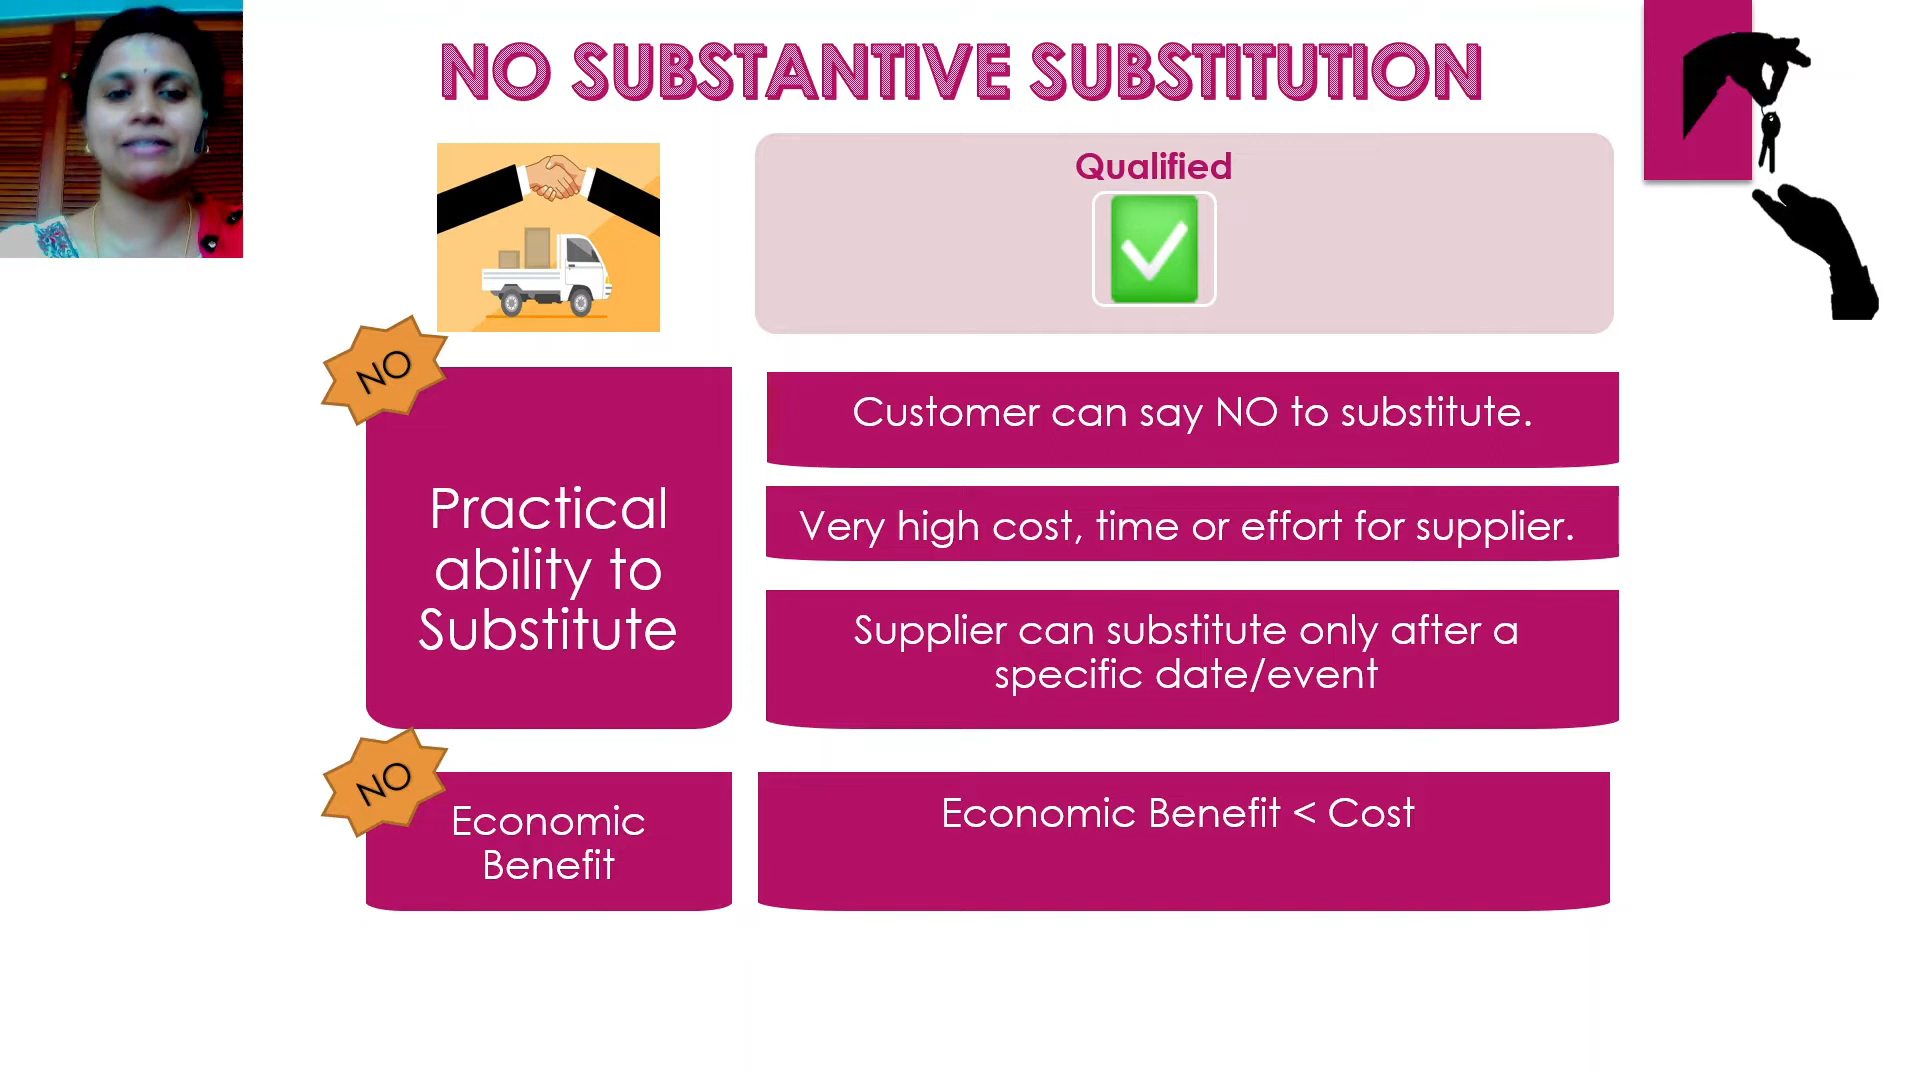 NO SUBSTANTIVE SUBSTITUTION
Qualified
NO
Practical
ability to
Substitute
Customer can say NO to substitute.
Very high cost, time or effort for supplier.
Supplier can substitute only after a
specific date/event
NO
Economic
Benefit
Economic Benefit < Cost